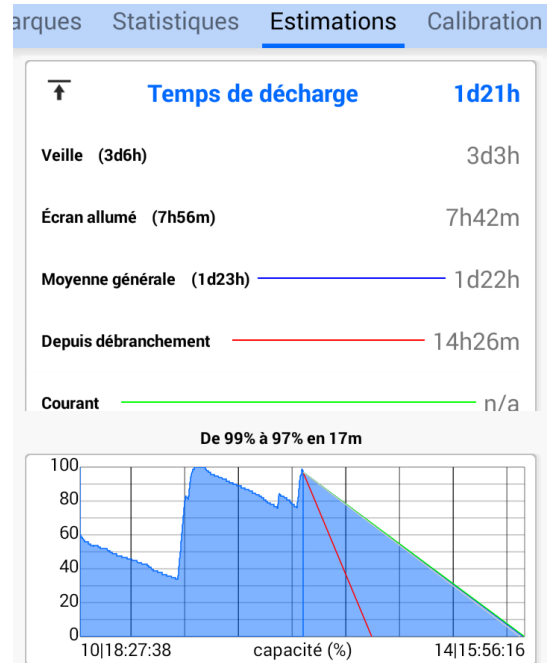 arques Statistiques Estimations Calibration
Temps de décharge 1d21h
Veille (3d6h) 3d3h
Écran allumé (7h56m) 7h42m
Moyenne générale (1d23h) 1d22h
Depuis débranchement 14h26m
Courant n/a
De 99% à 97% en 17m
100
80
60
40
20
0
10|18:27:38 capacité (%) 14|15:56:16